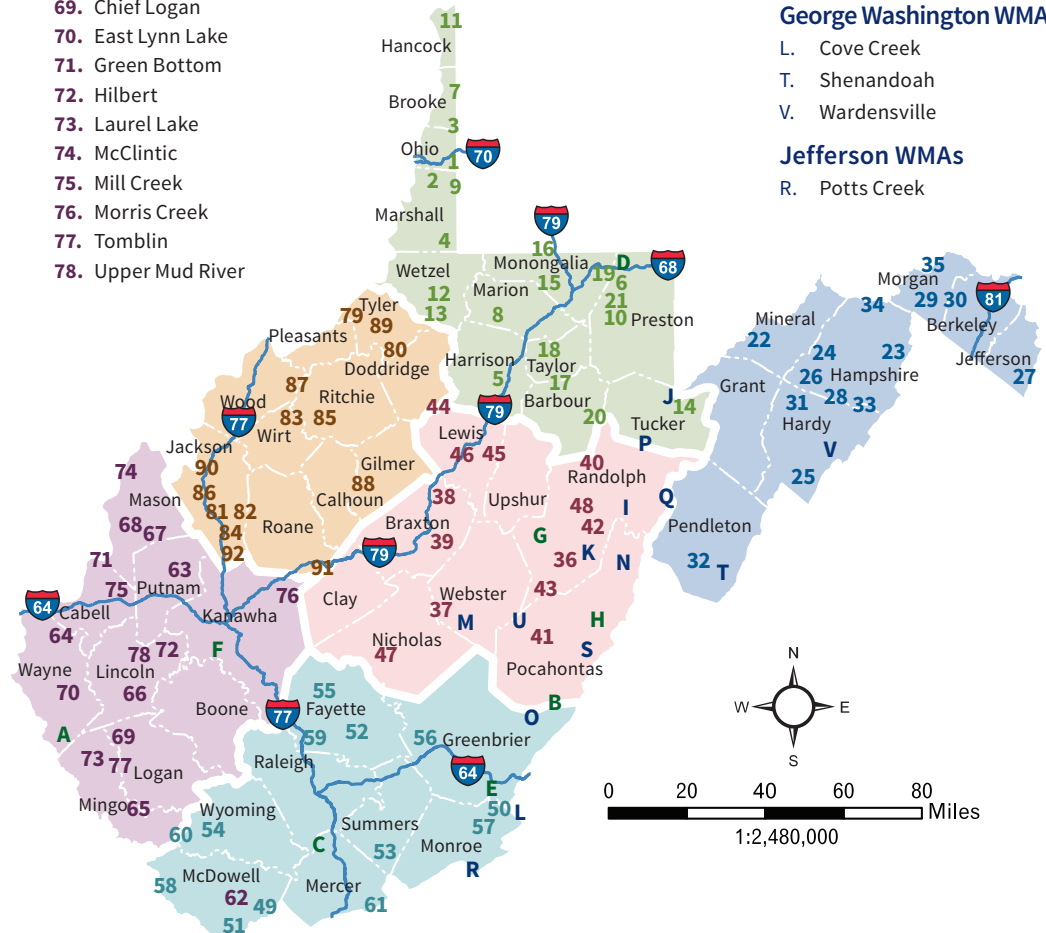 69. Chief Logan
70. East Lynn Lake
71. Green Bottom
72. Hilbert
73. Laurel Lake
74. McClintic
75. Mill Creek
76. Morris Creek
77. Tomblin
78. Upper Mud River
George Washington WMA
L. Cove Creek
T. Shenandoah
V. Wardensville
Jefferson WMAs
R. Potts Creek
11
Hancock
7
Brooke
3
Ohio
1
70
2
9
Marshall
4
79
16
Monongalia
D
68
Wetzel
15
19
6
Marion
12
21
13
8
10
Preston
Harrison
18
Taylor
5
17
Barbour
J
14
79
20
Tucker
P
35
Morgan
29
30
81
34
Berkeley
Mineral
22
24
23
Jefferson
27
26
Hampshire
Grant
31
28
33
Hardy
V
25
Q
Pendleton
32
T
79
Tyler
89
Pleasants
80
Doddridge
87
Ritchie
Wood
77
83
85
Wirt
Jackson
90
Gilmer
88
86
Calhoun
81
82
Roane
84
92
91
44
Lewis
46
45
40
Randolph
38
Upshur
48
I
Braxton
42
39
G
K
79
36
N
43
Clay
Webster
37
M
U
H
41
S
Nicholas
47
Pocahontas
B
O
74
Mason
68
67
71
63
75
Putnam
76
64
Cabell
Kanawha
64
78
72
F
Wayne
Lincoln
70
66
Boone
77
A
69
73
77
Logan
Mingo
65
55
Fayette
59
52
56
Greenbrier
Raleigh
64
E
50
L
Wyoming
54
60
Summers
57
C
53
Monroe
R
McDowell
58
62
49
Mercer
61
51
N
W
E
S
0
20
40
60
80
Miles
1:2,480,000